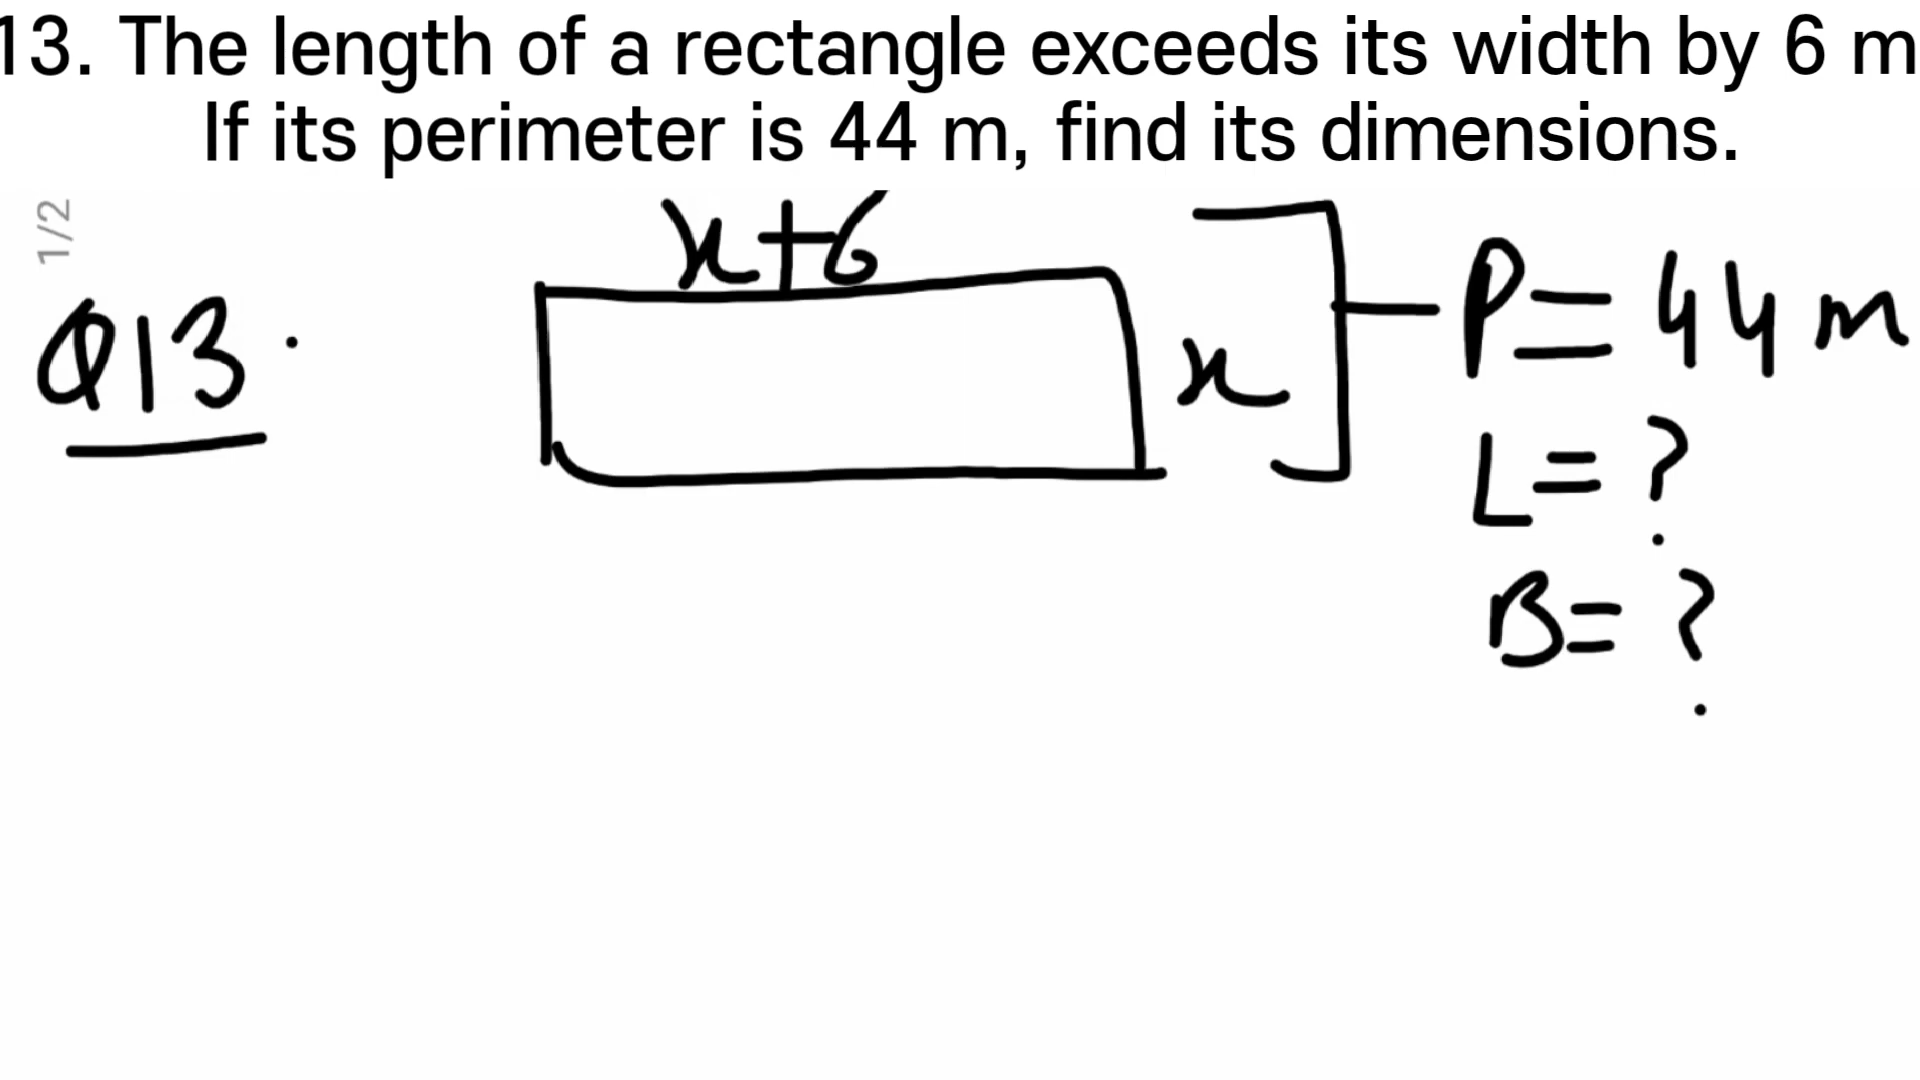 13. The length of a rectangle exceeds its width by 6 m
If its perimeter is 44 m, find its dimensions.
1/2
Q13.
x+6
x
P = 44 m
L = ?
B = ?